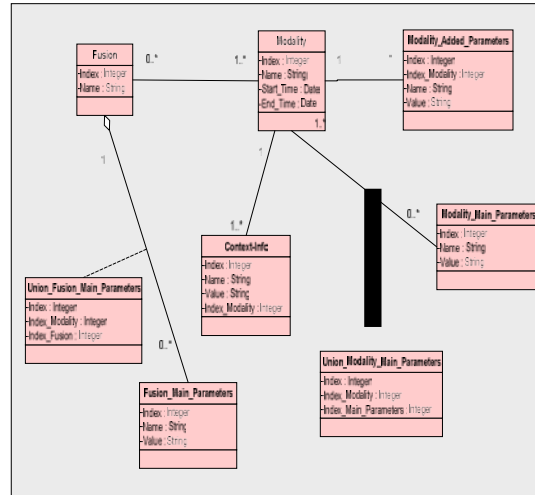 Fusion
-Index : Integer
-Name : String
0..*
1..*
Modality
-Index : Integer
-Name : String
-Start_Time : Date
-End_Time : Date
1
*
Modality_Added_Parameters
-Index : Integer
-Index_Modality : Integer
-Name : String
-Value : String
1..*
1
1
1..*
0..*
Modality_Main_Parameters
-Index : Integer
-Name : String
-Value : String
Context-Info
-Index : Integer
-Name : String
-Value : String
-Index_Modality : Integer
Union_Fusion_Main_Parameters
-Index : Integer
-Index_Modality : Integer
-Index_Fusion : Integer
0..*
Union_Modality_Main_Parameters
-Index : Integer
-Index_Modality : Integer
-Index_Main_Parameters : Integer
Fusion_Main_Parameters
-Index : Integer
-Name : String
-Value : String